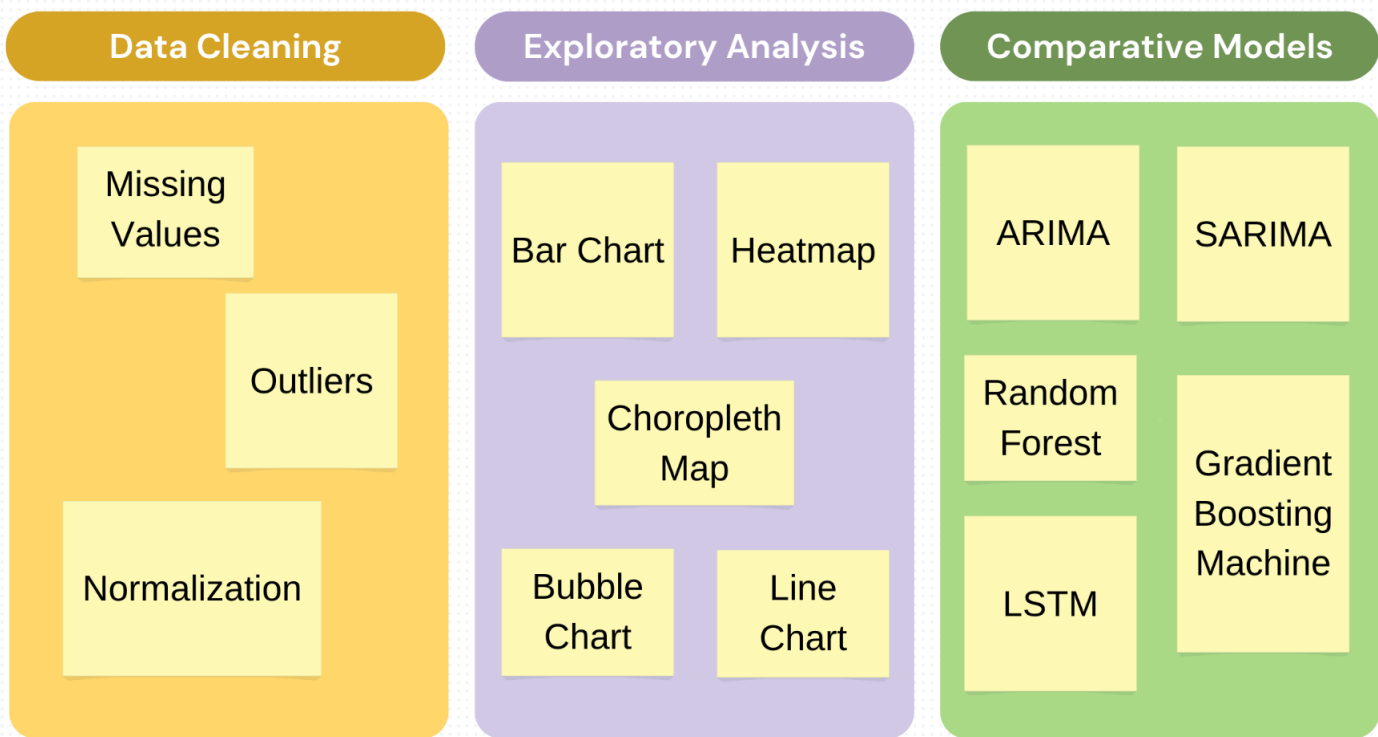 Data Cleaning
Exploratory Analysis
Comparative Models
Missing
Values
Outliers
Normalization
Bar Chart
Heatmap
Choropleth
Map
Bubble
Chart
Line
Chart
ARIMA
SARIMA
Random
Forest
Gradient
Boosting
Machine
LSTM